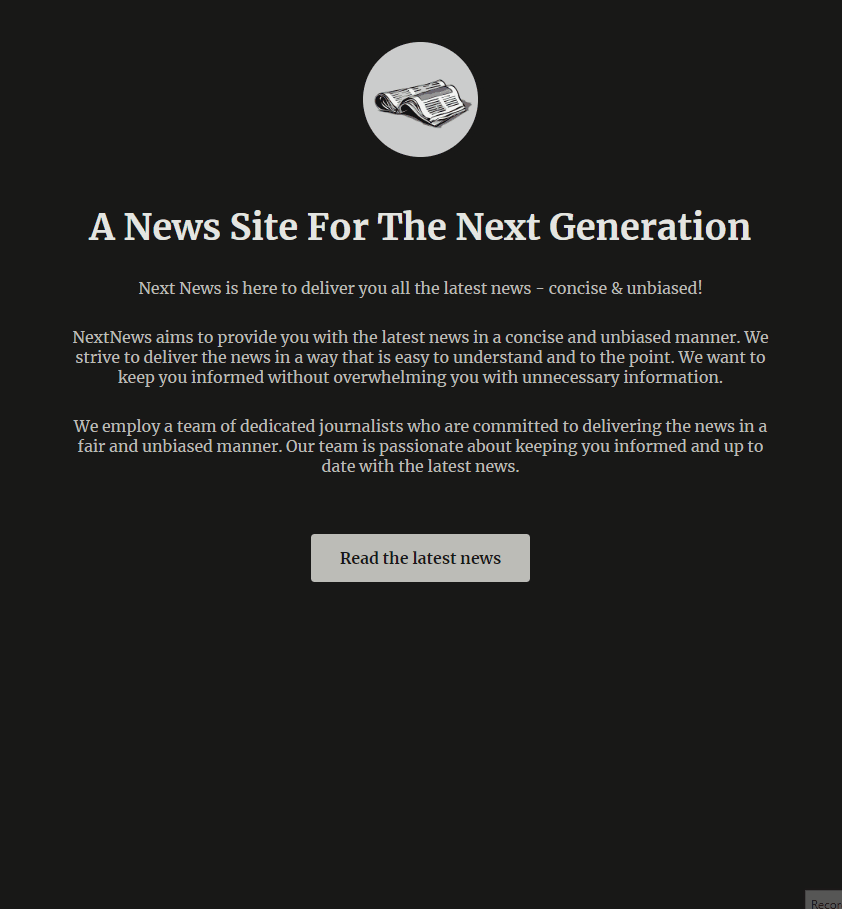 A News Site For The Next Generation
Next News is here to deliver you all the latest news - concise & unbiased!
NextNews aims to provide you with the latest news in a concise and unbiased manner. We
strive to deliver the news in a way that is easy to understand and to the point. We want to
keep you informed without overwhelming you with unnecessary information.
We employ a team of dedicated journalists who are committed to delivering the news in a
fair and unbiased manner. Our team is passionate about keeping you informed and up to
date with the latest news.
Read the latest news
Recor